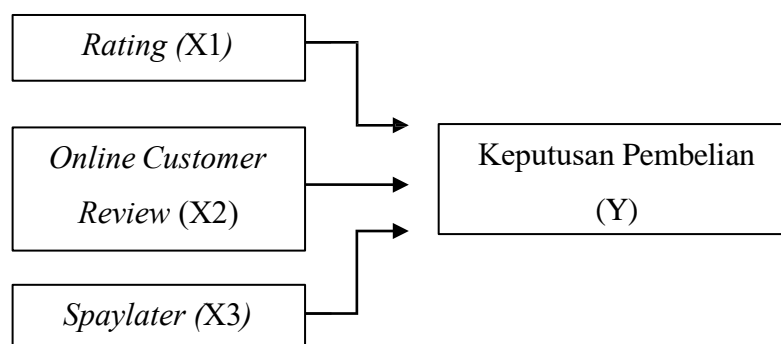 Rating (X1)
Online Customer
Review (X2)
Spaylater (X3)
Keputusan Pembelian
(Y)